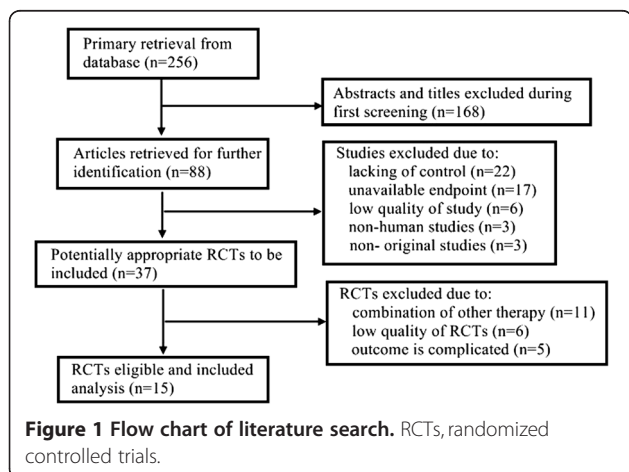 Primary retrieval from
database (n=256)
Abstracts and titles excluded during
first screening (n=168)
Articles retrieved for further
identification (n=88)
Studies excluded due to:
lacking of control (n=22)
unavailable endpoint (n=17)
low quality of study (n=6)
non-human studies (n=3)
non- original studies (n=3)
Potentially appropriate RCTs to be
included (n=37)
RCTs excluded due to:
combination of other therapy (n=11)
low quality of RCTs (n=6)
outcome is complicated (n=5)
RCTs eligible and included
analysis (n=15)
Figure 1 Flow chart of literature search. RCTs, randomized
controlled trials.